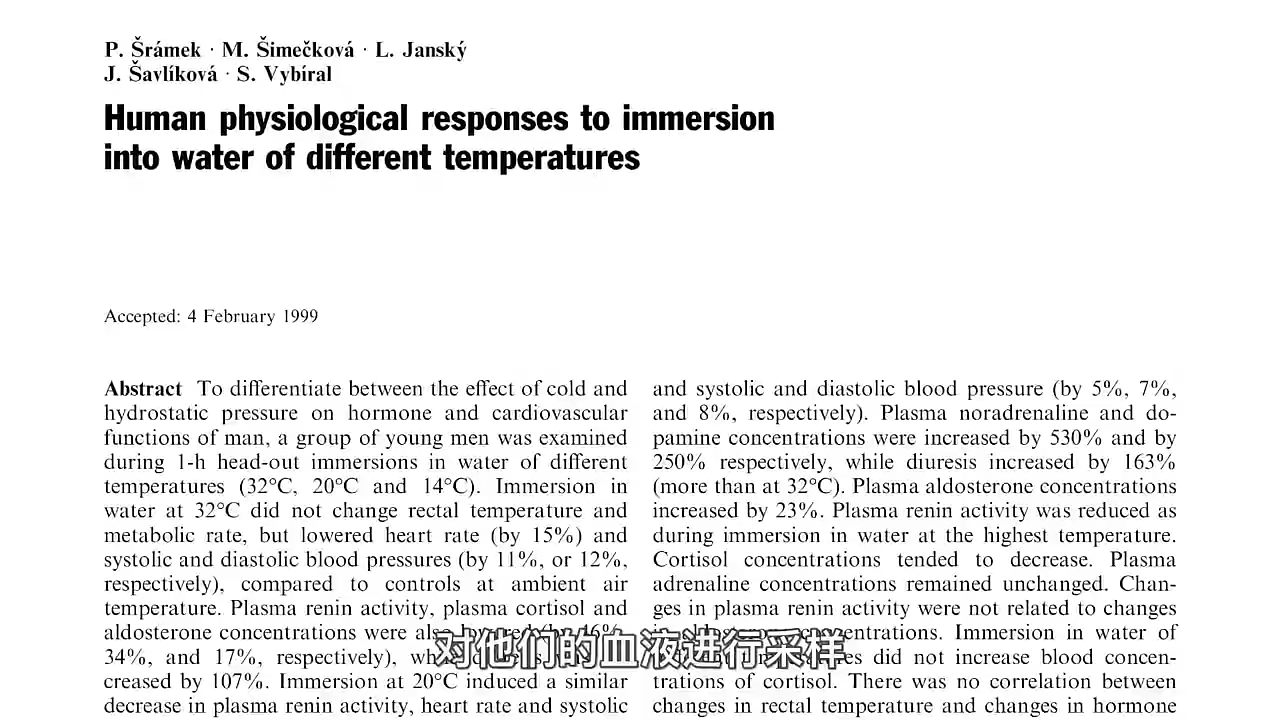 P. Šrámek · M. Šimečková · L. Janský
J. Šavlíková · S. Vybíral
Human physiological responses to immersion
into water of different temperatures
Accepted: 4 February 1999
Abstract To differentiate between the effect of cold and
hydrostatic pressure on hormone and cardiovascular
functions of man, a group of young men was examined
during 1-h head-out immersions in water of different
temperatures (32°C, 20°C and 14°C). Immersion in
water at 32°C did not change rectal temperature and
metabolic rate, but lowered heart rate (by 15%) and
systolic and diastolic blood pressures (by 11%, or 12%,
respectively), compared to controls at ambient air
temperature. Plasma renin activity, plasma cortisol and
aldosterone concentrations were also
34%, and 17%, respectively),
creased by 107%. Immersion at 20°C induced a similar
decrease in plasma renin activity, heart rate and systolic
and systolic and diastolic blood pressure (by 5%, 7%,
and 8%, respectively). Plasma noradrenaline and do-
pamine concentrations were increased by 530% and by
250% respectively, while diuresis increased by 163%
(more than at 32°C). Plasma aldosterone concentrations
increased by 23%. Plasma renin activity was reduced as
during immersion in water at the highest temperature.
Cortisol concentrations tended to decrease. Plasma
adrenaline concentrations remained unchanged. Chan-
ges in plasma renin activity were not related to changes
concentrations. Immersion in water of
did not increase blood concen-
trations of cortisol. There was no correlation between
changes in rectal temperature and changes in hormone
对他们的血液进行采样